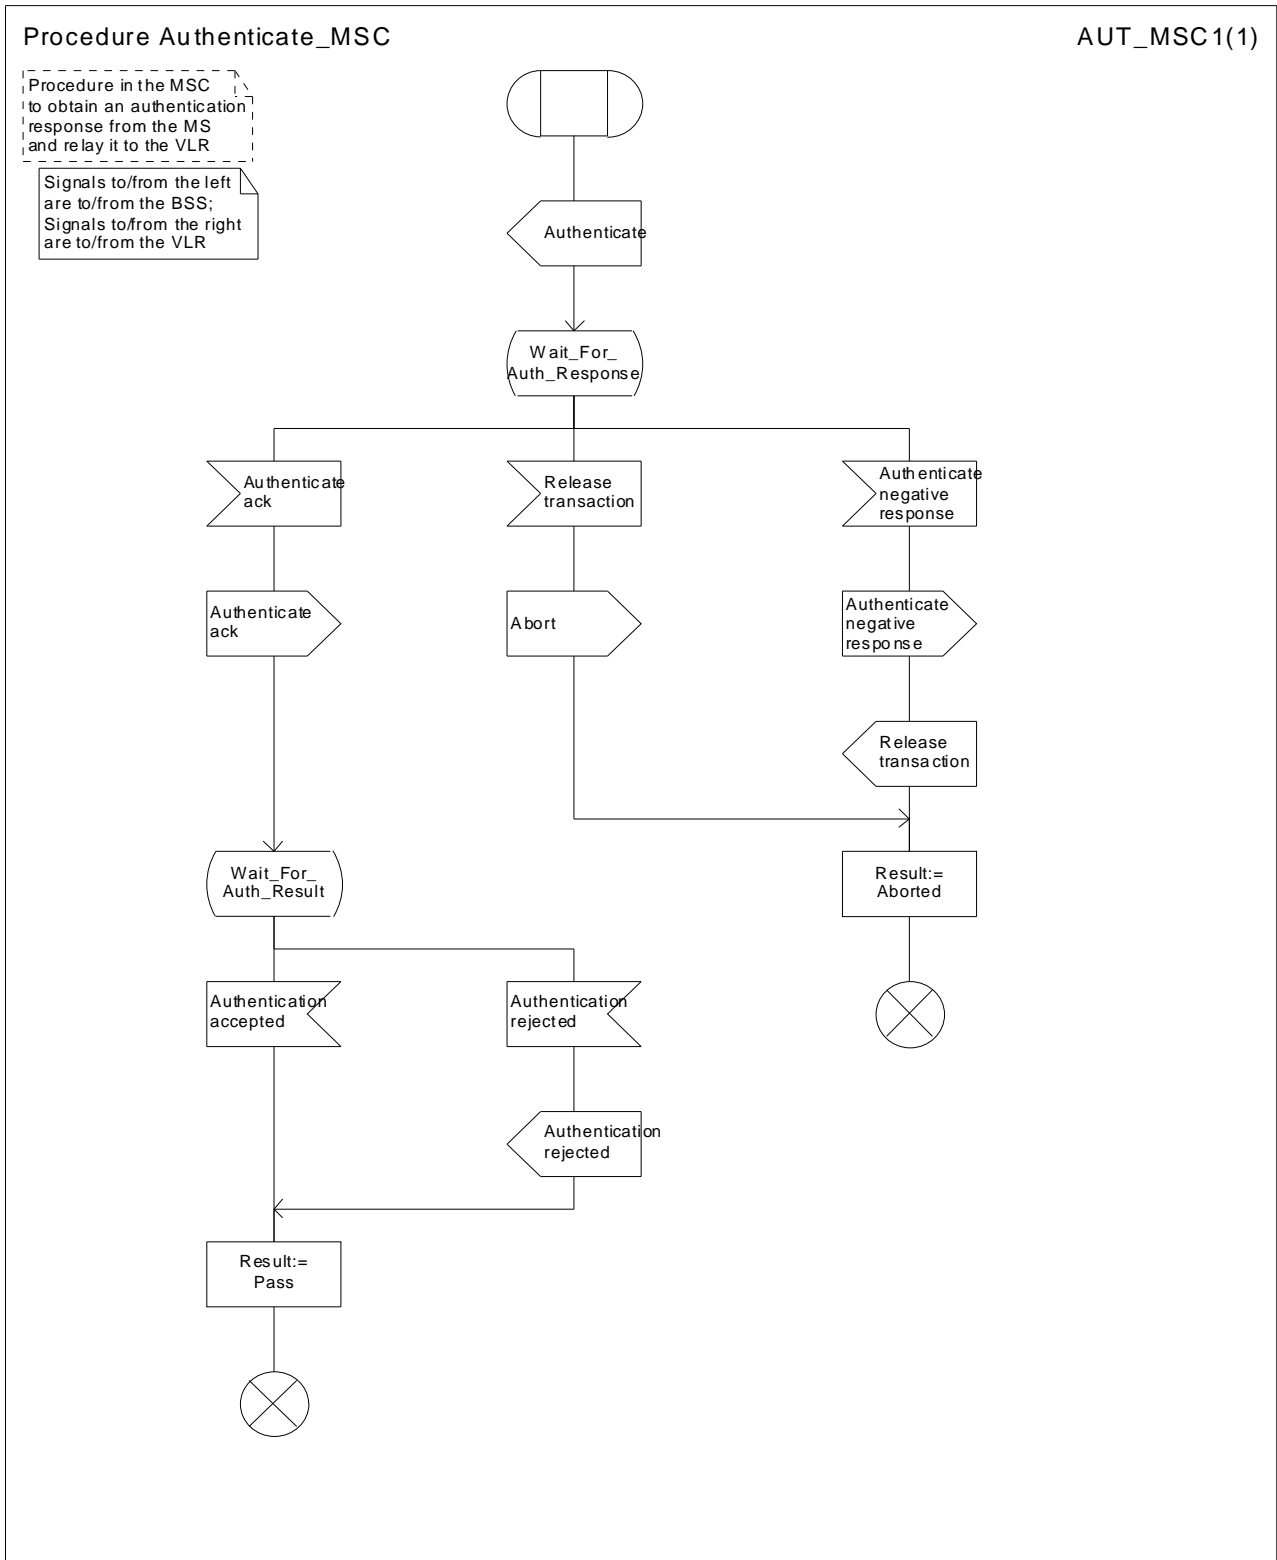 Procedure Authenticate_MSC
AUT_MSC1(1)
Procedure in the MSC
to obtain an authentication
response from the MS
and relay it to the VLR
Signals to/from the left
are to/from the BSS;
Signals to/from the right
are to/from the VLR
Authenticate
Wait_For_
Auth_Response
Authenticate
ack
Release
transaction
Authenticate
negative
response
Authenticate
ack
Abort
Authenticate
negative
response
Release
transaction
Wait_For_
Auth_Result
Result:=
Aborted
Authentication
accepted
Authentication
rejected
Authentication
rejected
Result:=
Pass